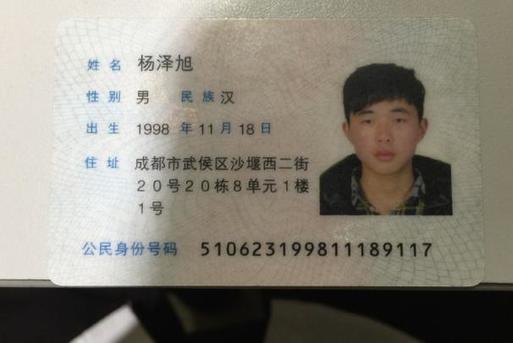 姓名 杨泽旭
性别 男 民族 汉
出生 1998 年 11 月 18 日
住址 成都市武侯区沙堰西二街
20号20栋8单元1楼
1号
公民身份号码 510623199811189117